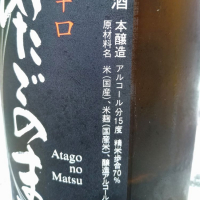 酒 本醸造 アルコール分15度 精米歩合70%
原材料名 米(国産)、米麹(国産米)、醸造アルコール
辛口
あたごのま
Atago
no
Matsu